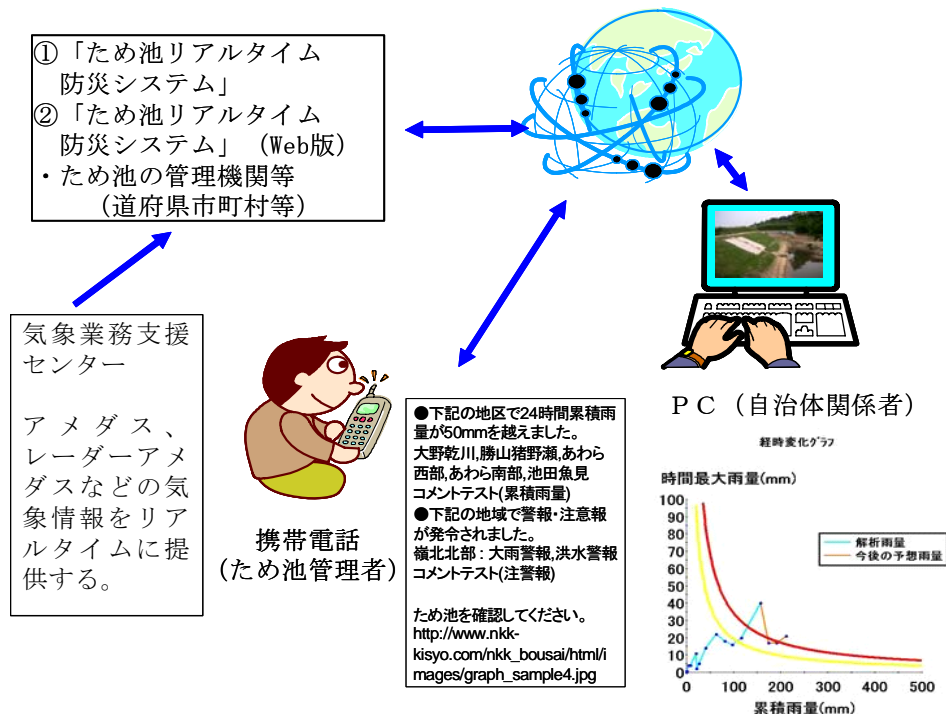 ①「ため池リアルタイム
防災システム」
②「ため池リアルタイム
防災システム」（Web版）
・ため池の管理機関等
（道府県市町村等）
気象業務支援
センター
アメダス、
レーダーアメ
ダスなどの気
象情報をリア
ルタイムに提
供する。
携帯電話
（ため池管理者）
●下記の地区で24時間累積雨
量が50mmを越えました。
大野乾川,勝山猪野瀬,あわら
西部,あわら南部,池田魚見
コメントテスト(累積雨量)
●下記の地域で警報・注意報
が発令されました。
嶺北北部：大雨警報,洪水警報
コメントテスト(注警報)
ため池を確認してください。
http://www.nkk-
kisyo.com/nkk_bousai/html/i
mages/graph_sample4.jpg
ＰＣ（自治体関係者）
経時変化グラフ
時間最大雨量(mm)
100
90
80
70
60
50
40
30
20
10
0
0 100 200 300 400 500
解析雨量
今後の予想雨量
累積雨量(mm)